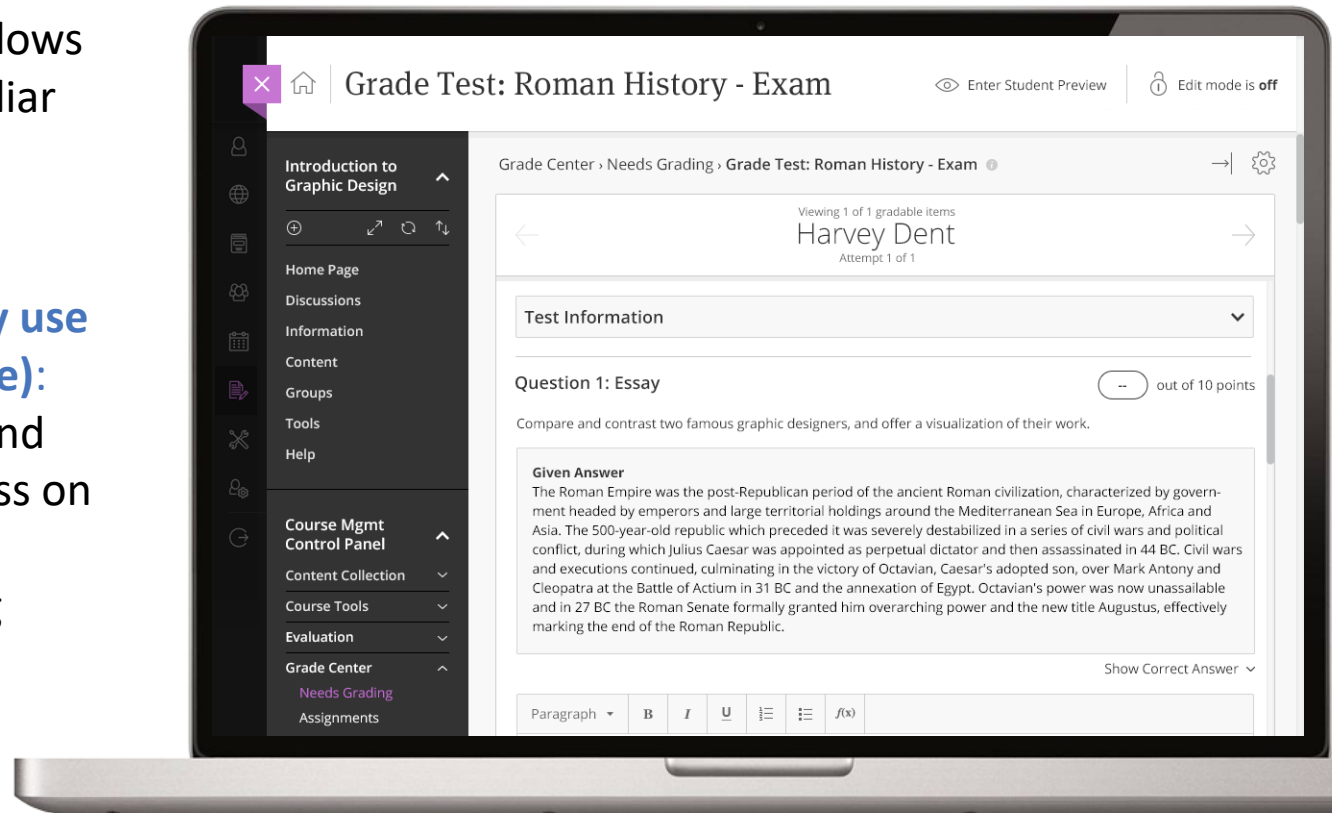 lows
liar
y use
e):
nd
ss on
g
Grade Test: Roman History - Exam
Enter Student Preview
Edit mode is off
Introduction to
Graphic Design
Home Page
Discussions
Information
Content
Groups
Tools
Help
Course Mgmt
Control Panel
Content Collection
Course Tools
Evaluation
Grade Center
Needs Grading
Assignments
Grade Center › Needs Grading › Grade Test: Roman History - Exam
Viewing 1 of 1 gradable items
Harvey Dent
Attempt 1 of 1
Test Information
Question 1: Essay
-- out of 10 points
Compare and contrast two famous graphic designers, and offer a visualization of their work.
Given Answer
The Roman Empire was the post-Republican period of the ancient Roman civilization, characterized by govern-
ment headed by emperors and large territorial holdings around the Mediterranean Sea in Europe, Africa and
Asia. The 500-year-old republic which preceded it was severely destabilized in a series of civil wars and political
conflict, during which Julius Caesar was appointed as perpetual dictator and then assassinated in 44 BC. Civil wars
and executions continued, culminating in the victory of Octavian, Caesar's adopted son, over Mark Antony and
Cleopatra at the Battle of Actium in 31 BC and the annexation of Egypt. Octavian's power was now unassailable
and in 27 BC the Roman Senate formally granted him overarching power and the new title Augustus, effectively
marking the end of the Roman Republic.
Show Correct Answer
Paragraph B I U f(x)